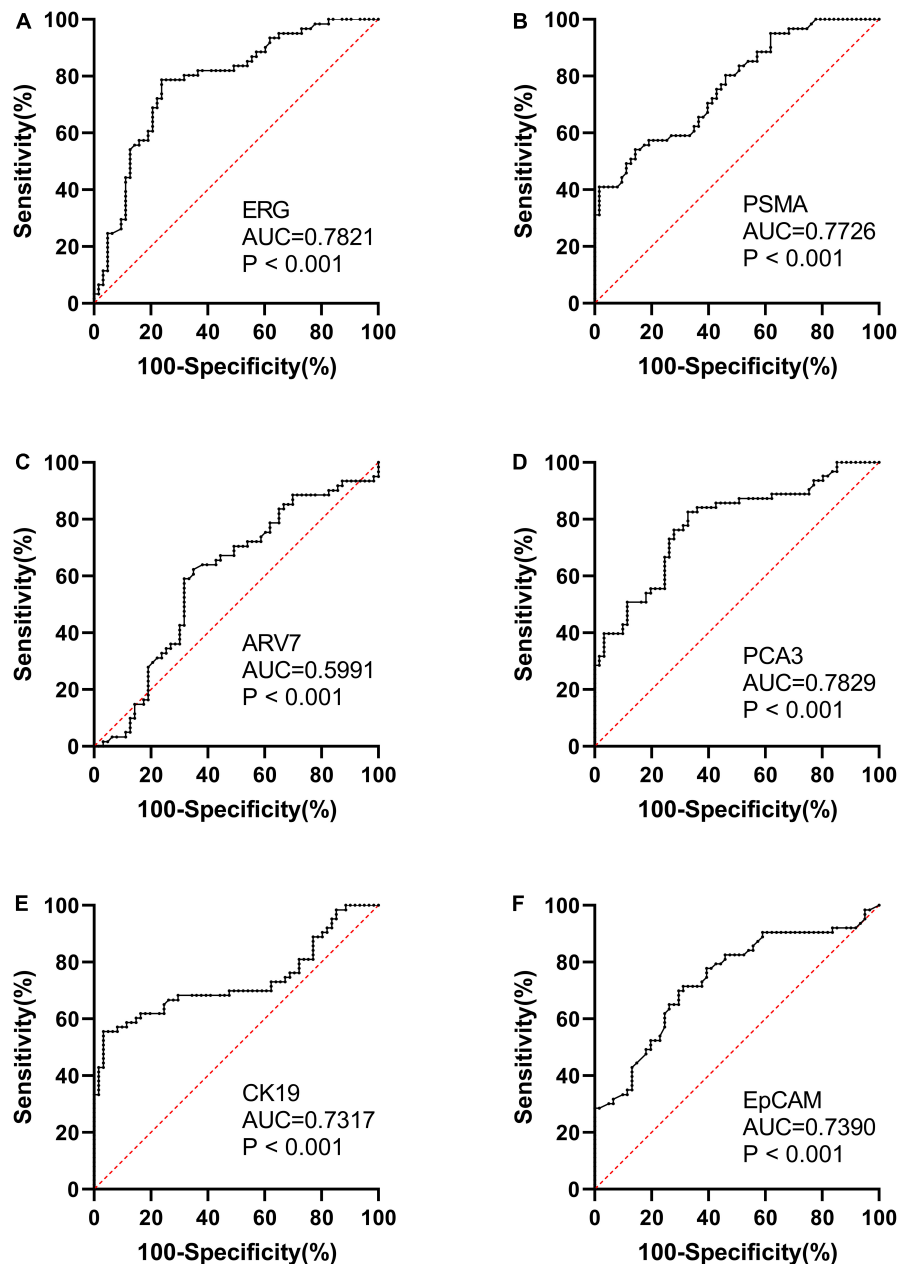 A
100
80
60
40
20
0
Sensitivity(%)
ERG
AUC=0.7821
P < 0.001
0 20 40 60 80 100
100-Specificity(%)
B
100
80
60
40
20
0
Sensitivity(%)
PSMA
AUC=0.7726
P < 0.001
0 20 40 60 80 100
100-Specificity(%)
C
100
80
60
40
20
0
Sensitivity(%)
ARV7
AUC=0.5991
P < 0.001
0 20 40 60 80 100
100-Specificity(%)
D
100
80
60
40
20
0
Sensitivity(%)
PCA3
AUC=0.7829
P < 0.001
0 20 40 60 80 100
100-Specificity(%)
E
100
80
60
40
20
0
Sensitivity(%)
CK19
AUC=0.7317
P < 0.001
0 20 40 60 80 100
100-Specificity(%)
F
100
80
60
40
20
0
Sensitivity(%)
EpCAM
AUC=0.7390
P < 0.001
0 20 40 60 80 100
100-Specificity(%)